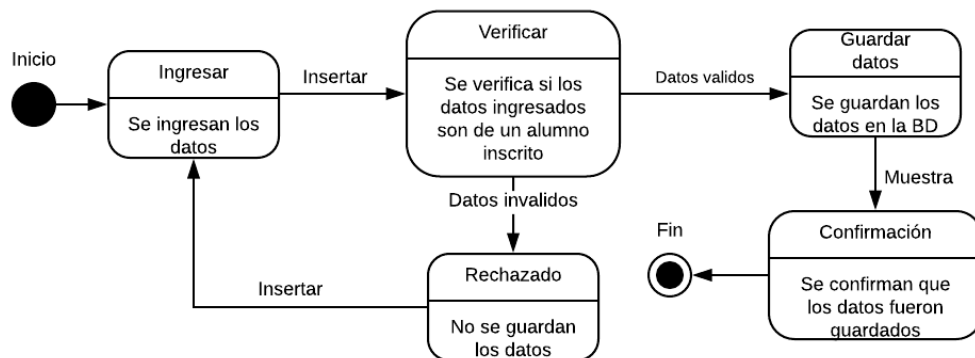 Inicio
Ingresar
Se ingresan los
datos
Insertar
Verificar
Se verifica si los
datos ingresados
son de un alumno
inscrito
Datos validos
Guardar
datos
Se guardan los
datos en la BD
Muestra
Datos invalidos
Rechazado
No se guardan
los datos
Insertar
Confirmación
Se confirman que
los datos fueron
guardados
Fin